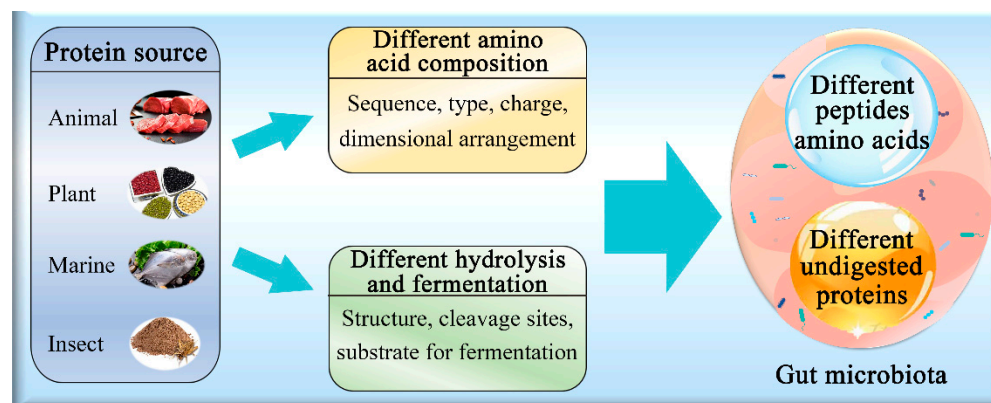 Protein source
Animal
Plant
Marine
Insect
Different amino
acid composition
Sequence, type, charge,
dimensional arrangement
Different hydrolysis
and fermentation
Structure, cleavage sites,
substrate for fermentation
Different
peptides
amino acids
Different
undigested
proteins
Gut microbiota